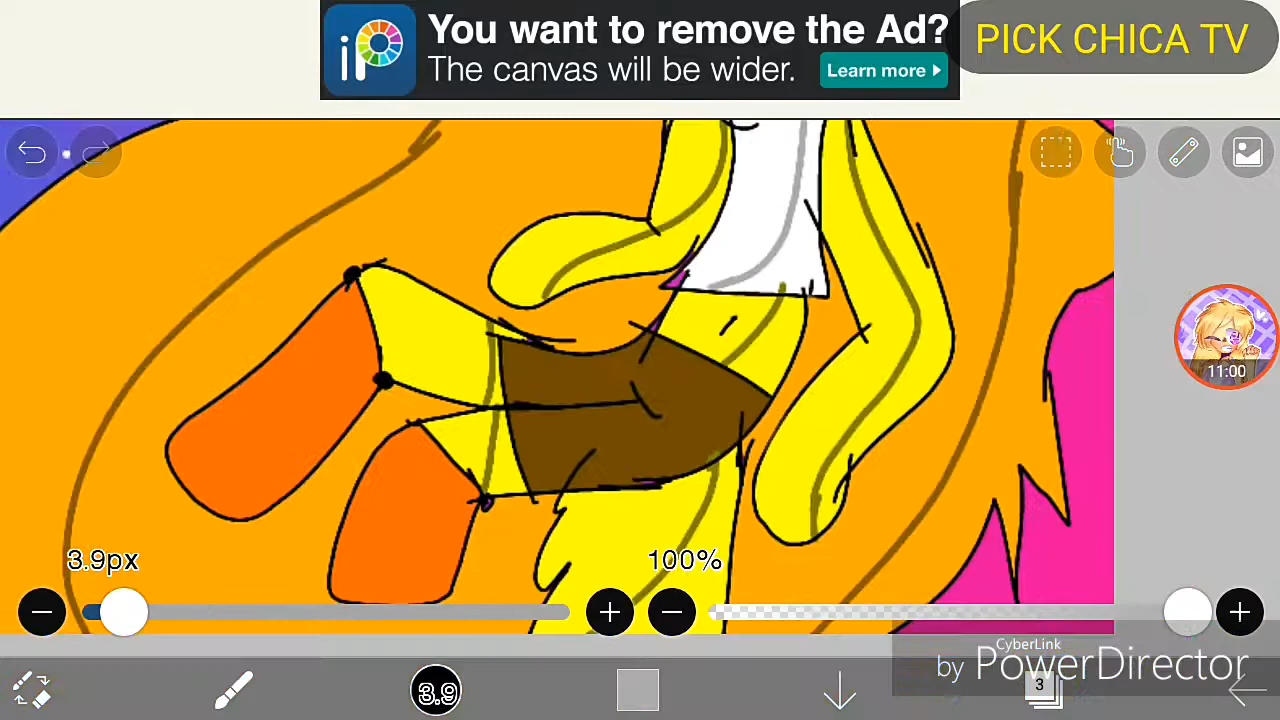 You want to remove the Ad?
The canvas will be wider.
Learn more
iP
PICK CHICA TV
11:00
3.9px
100%
CyberLink
by PowerDirector
3.9
3